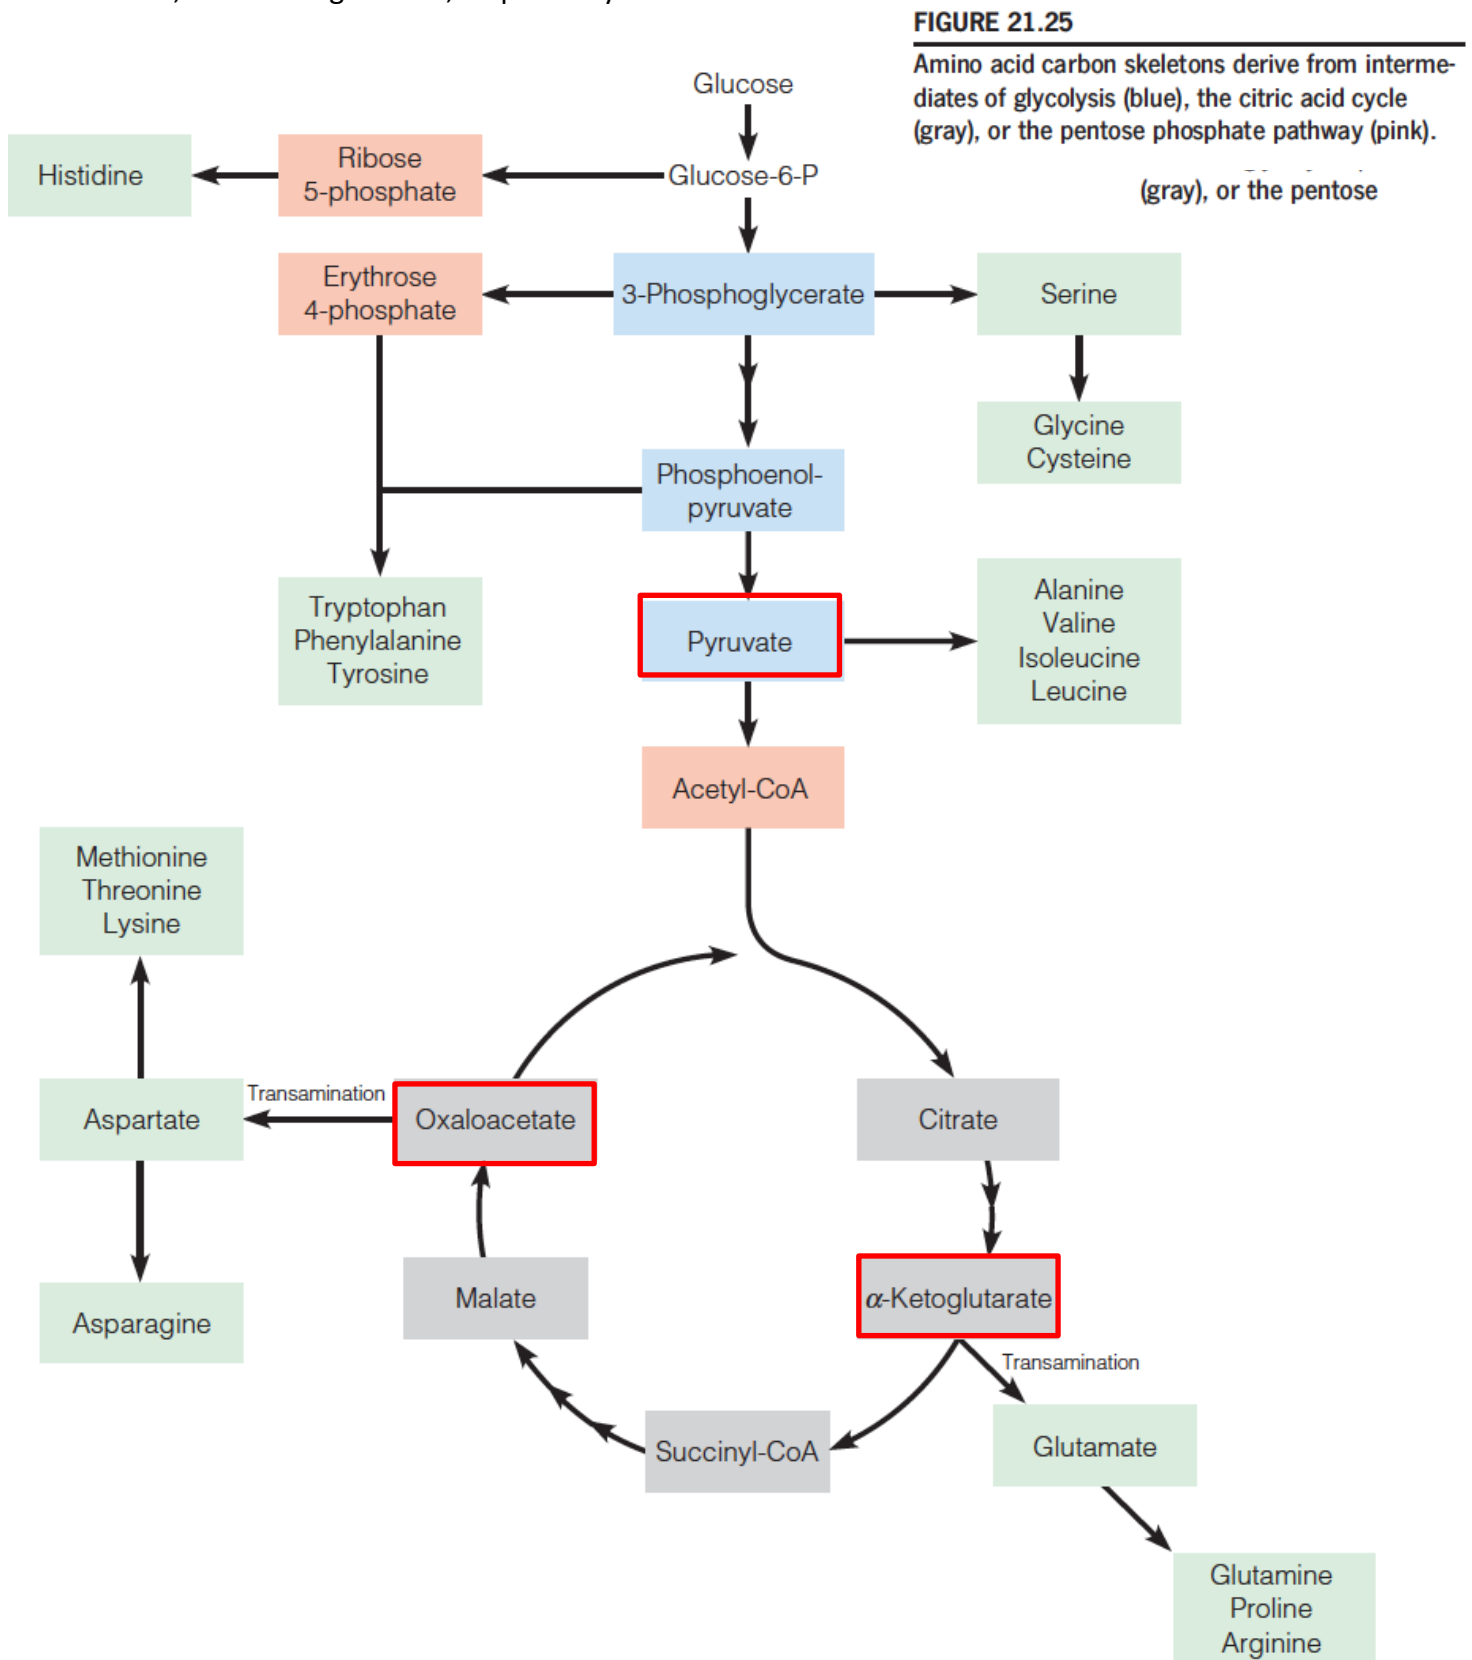 FIGURE 21.25
Amino acid carbon skeletons derive from interme-
diates of glycolysis (blue), the citric acid cycle
(gray), or the pentose phosphate pathway (pink).
(gray), or the pentose
Glucose
Histidine
Ribose
5-phosphate
Glucose-6-P
Erythrose
4-phosphate
3-Phosphoglycerate
Serine
Glycine
Cysteine
Phosphoenol-
pyruvate
Tryptophan
Phenylalanine
Tyrosine
Pyruvate
Alanine
Valine
Isoleucine
Leucine
Acetyl-CoA
Methionine
Threonine
Lysine
Aspartate
Transamination
Oxaloacetate
Citrate
Asparagine
Malate
α-Ketoglutarate
Transamination
Succinyl-CoA
Glutamate
Glutamine
Proline
Arginine